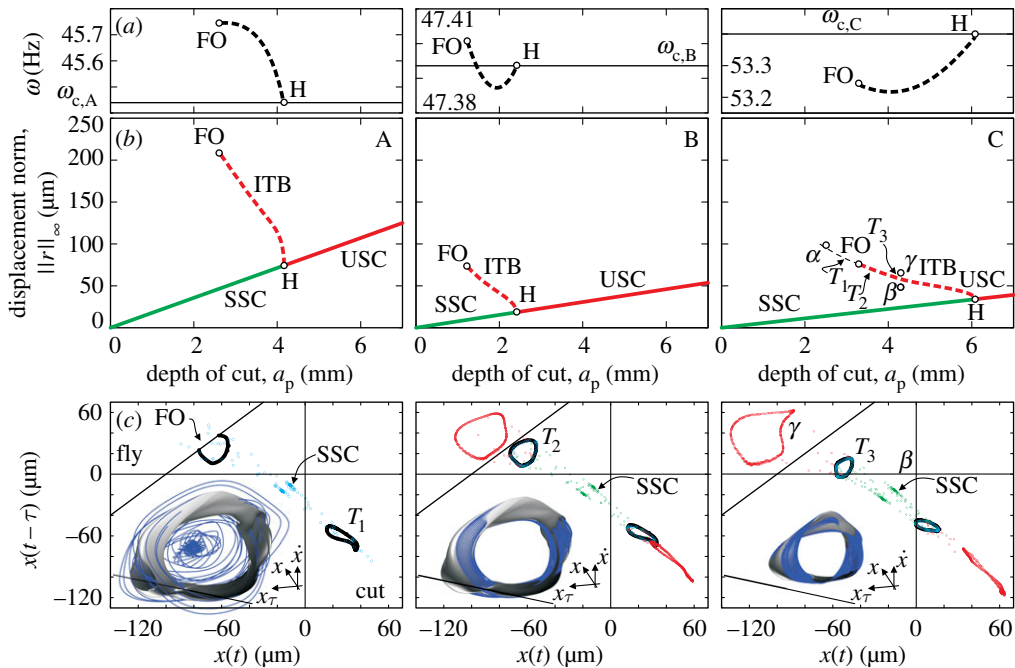 (a)
45.7
45.6
ω (Hz)
ω_c,A
FO
H
47.41
47.38
FO
H
ω_c,B
53.3
53.2
FO
H
ω_c,C
(b)
A
250
200
150
100
50
0
displacement norm,
||r||∞ (μm)
FO
ITB
H
SSC
USC
0 2 4 6
depth of cut, a_p (mm)
B
FO
ITB
H
SSC
USC
0 2 4 6
depth of cut, a_p (mm)
C
α
FO
T_1
T_2
T_3
γ
β
ITB
USC
SSC
H
0 2 4 6
depth of cut, a_p (mm)
(c)
60
0
−60
−120
x(t − τ) (μm)
FO
fly
SSC
T_1
x
ẋ
x_τ
cut
−120 −60 0 60
x(t) (μm)
T_2
SSC
x
ẋ
x_τ
−120 −60 0 60
x(t) (μm)
γ
T_3
β
SSC
x
ẋ
x_τ
−120 −60 0 60
x(t) (μm)